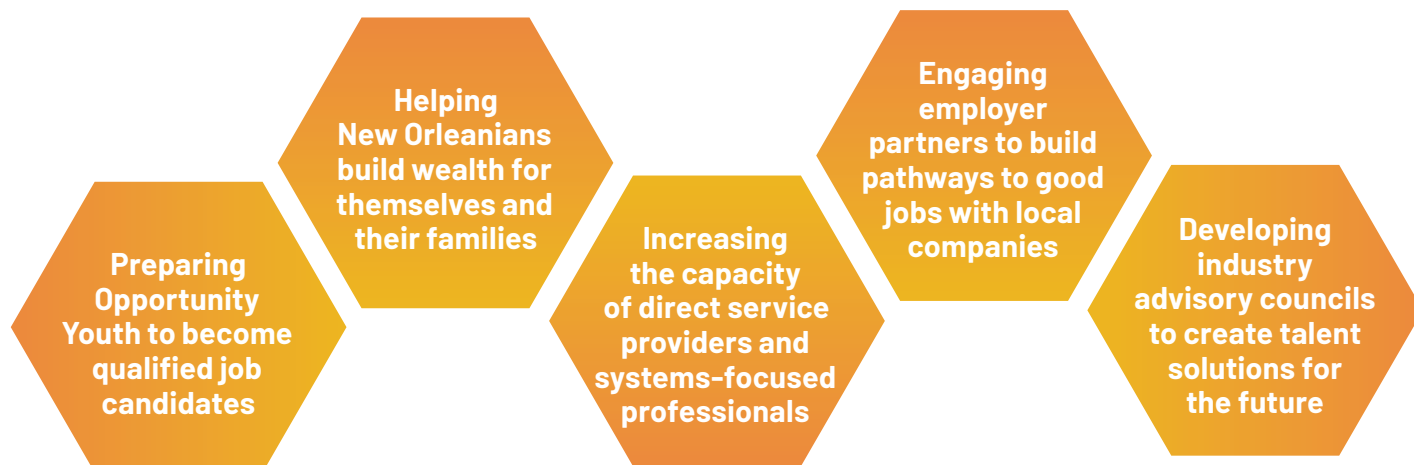 Preparing
Opportunity
Youth to become
qualified job
candidates
Helping
New Orleanians
build wealth for
themselves and
their families
Increasing
the capacity
of direct service
providers and
systems-focused
professionals
Engaging
employer
partners to build
pathways to good
jobs with local
companies
Developing
industry
advisory councils
to create talent
solutions for
the future